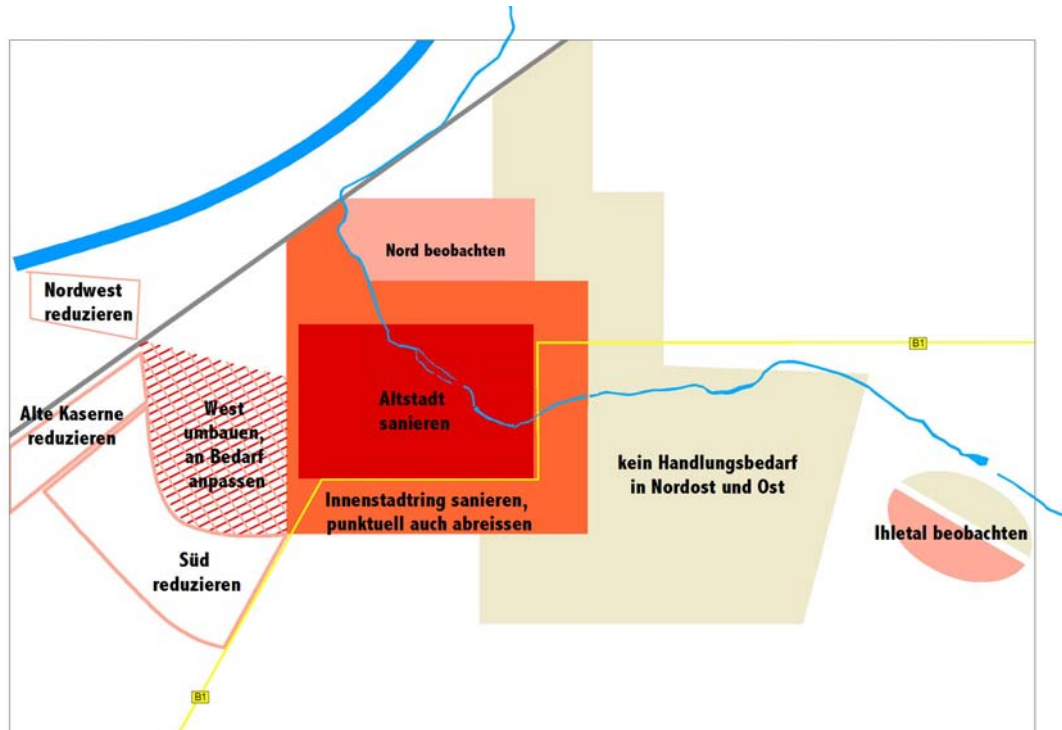 Nord beobachten
Nordwest
reduzieren
B1
Alte Kaserne
reduzieren
West
umbauen,
an Bedarf
anpassen
Altstadt
sanieren
kein Handlungsbedarf
in Nordost und Ost
Innenstadtring sanieren,
punktuell auch abreissen
Ihletal beobachten
Süd
reduzieren
B1